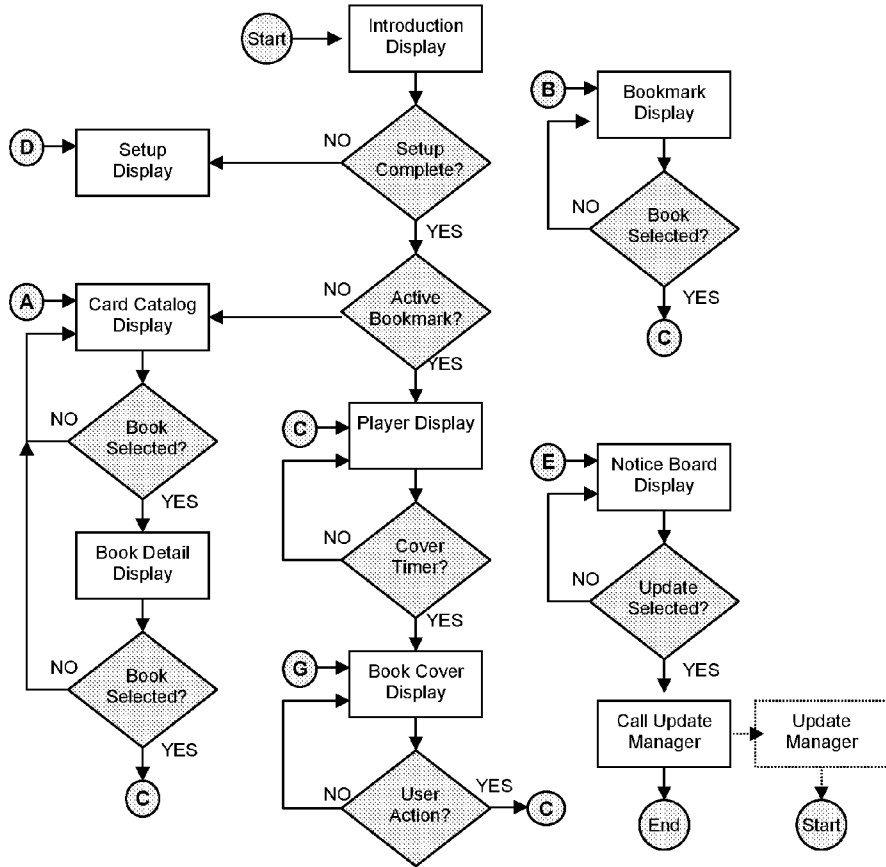 Start
Introduction
Display
B
Bookmark
Display
D
Setup
Display
NO
Setup
Complete?
YES
NO
Book
Selected?
YES
C
A
Card Catalog
Display
NO
Active
Bookmark?
YES
NO
Book
Selected?
YES
C
Player Display
NO
Cover
Timer?
YES
E
Notice Board
Display
NO
Update
Selected?
YES
Book Detail
Display
NO
Book
Selected?
YES
C
G
Book Cover
Display
NO
User
Action?
YES
C
Call Update
Manager
Update
Manager
End
Start